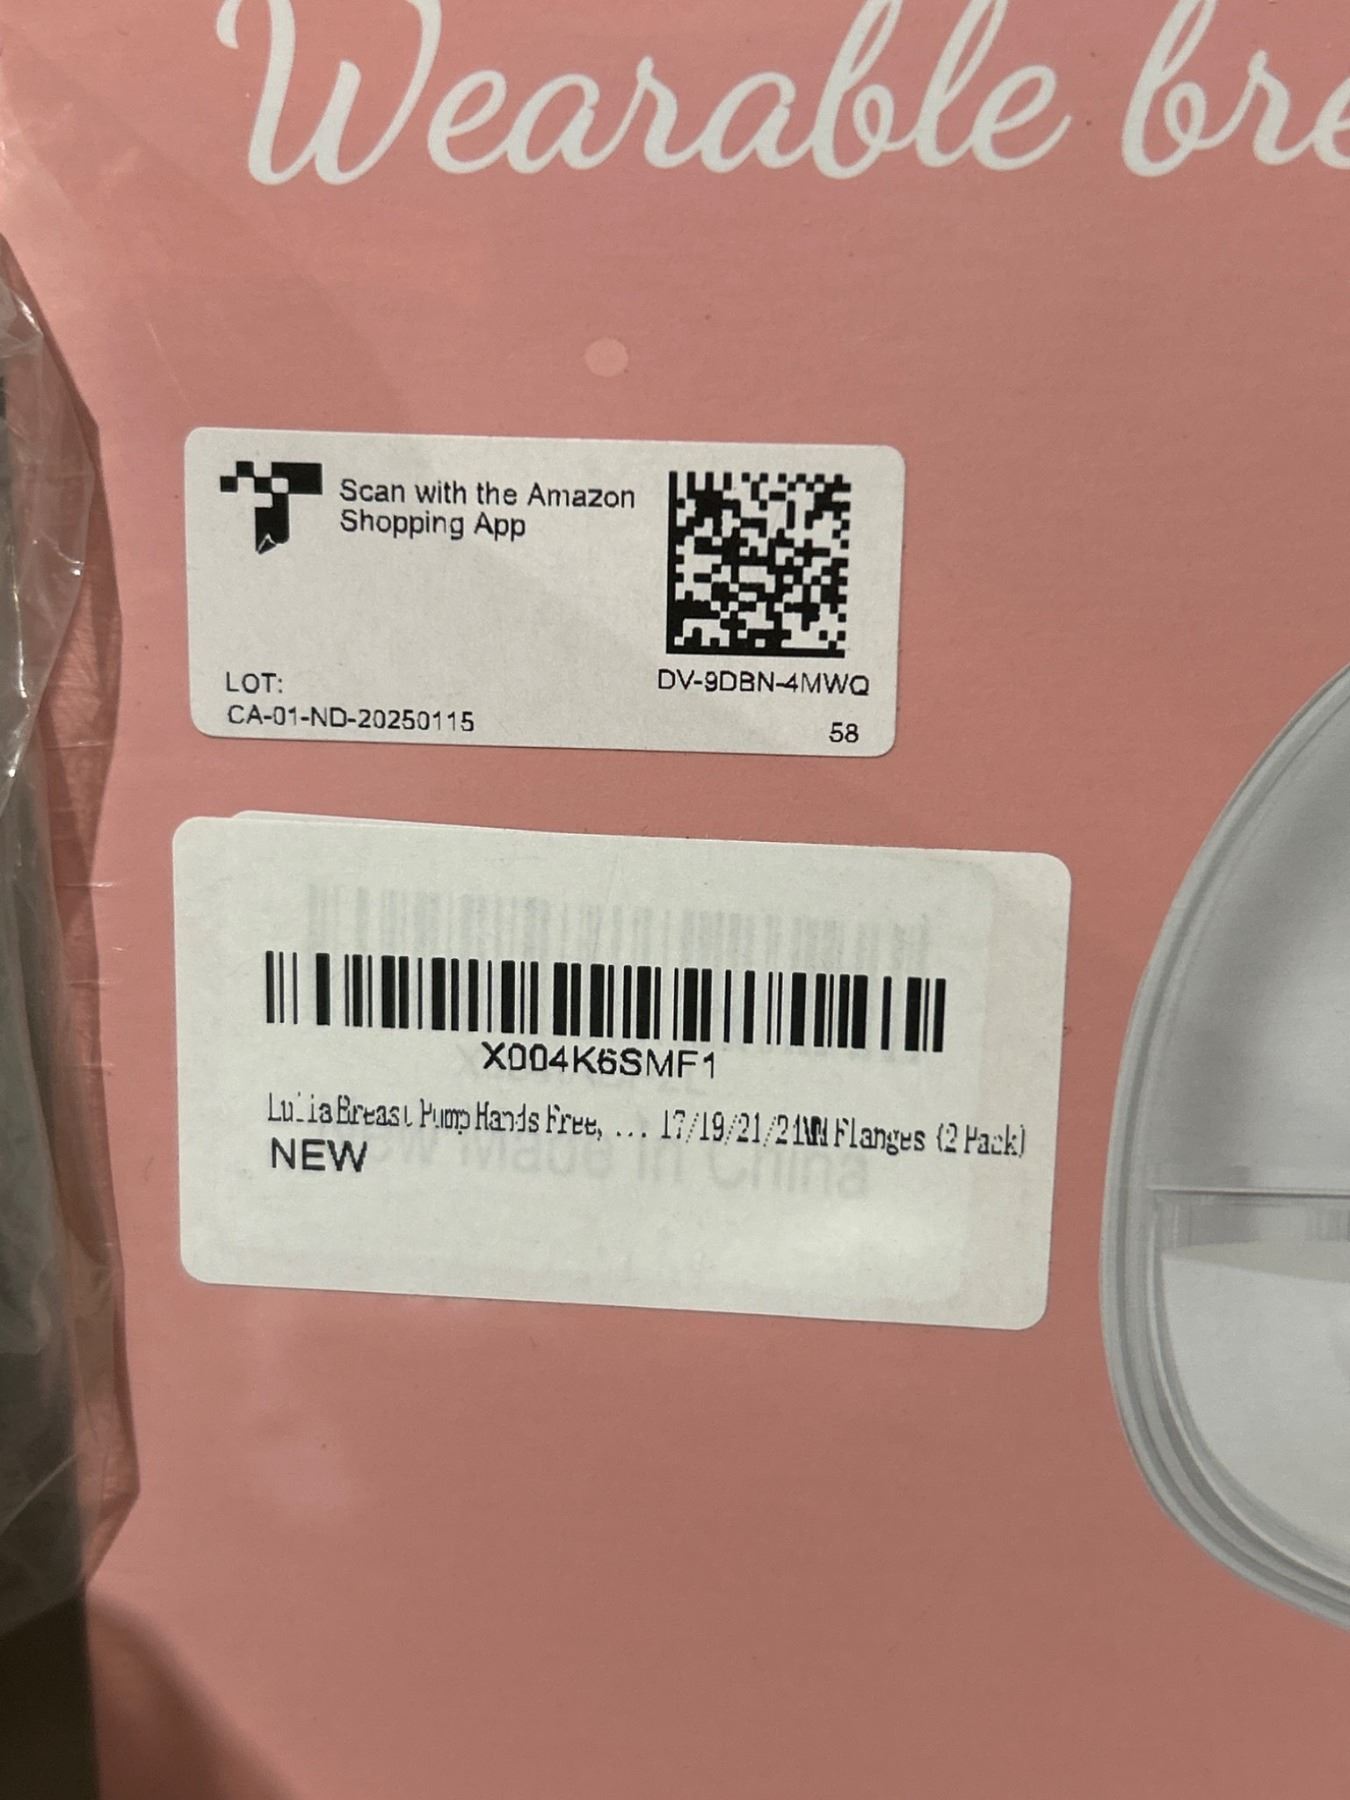 Wearable bre
Scan with the Amazon
Shopping App
LOT:
CA-01-ND-20250115
DV-9DBN-4MWQ
58
X004K6SMF1
Breast Pump Hands Free, ... 17/19/21/24 Flanges (2 Pack)
NEW
Made in China